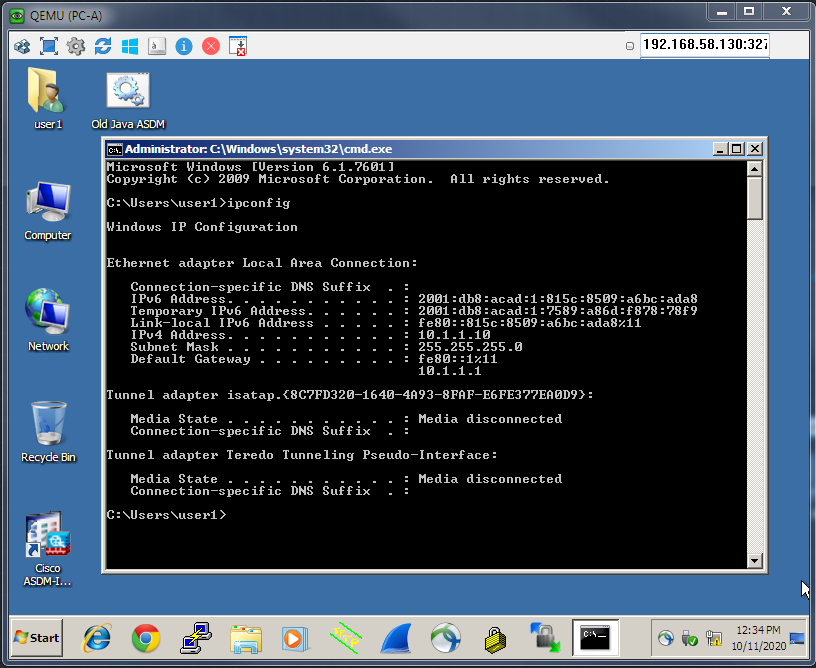 QEMU (PC-A)
192.168.58.130:327
user1
Old Java ASDM
Computer
Network
Recycle Bin
Cisco
ASDM-I...
Administrator: C:\Windows\system32\cmd.exe
Microsoft Windows [Version 6.1.7601]
Copyright (c) 2009 Microsoft Corporation.  All rights reserved.
C:\Users\user1>ipconfig
Windows IP Configuration
Ethernet adapter Local Area Connection:
Connection-specific DNS Suffix  . :
IPv6 Address. . . . . . . . . . . : 2001:db8:acad:1:815c:8509:a6bc:ada8
Temporary IPv6 Address. . . . . . : 2001:db8:acad:1:7589:a86d:f878:78f9
Link-local IPv6 Address . . . . . : fe80::815c:8509:a6bc:ada8%11
IPv4 Address. . . . . . . . . . . : 10.1.1.10
Subnet Mask . . . . . . . . . . . : 255.255.255.0
Default Gateway . . . . . . . . . : fe80::1%11
10.1.1.1
Tunnel adapter isatap.{8C7FD320-1640-4A93-8FAF-E6FE377EA0D9}:
Media State . . . . . . . . . . . : Media disconnected
Connection-specific DNS Suffix  . :
Tunnel adapter Teredo Tunneling Pseudo-Interface:
Media State . . . . . . . . . . . : Media disconnected
Connection-specific DNS Suffix  . :
C:\Users\user1>
Start
12:34 PM
10/11/2020